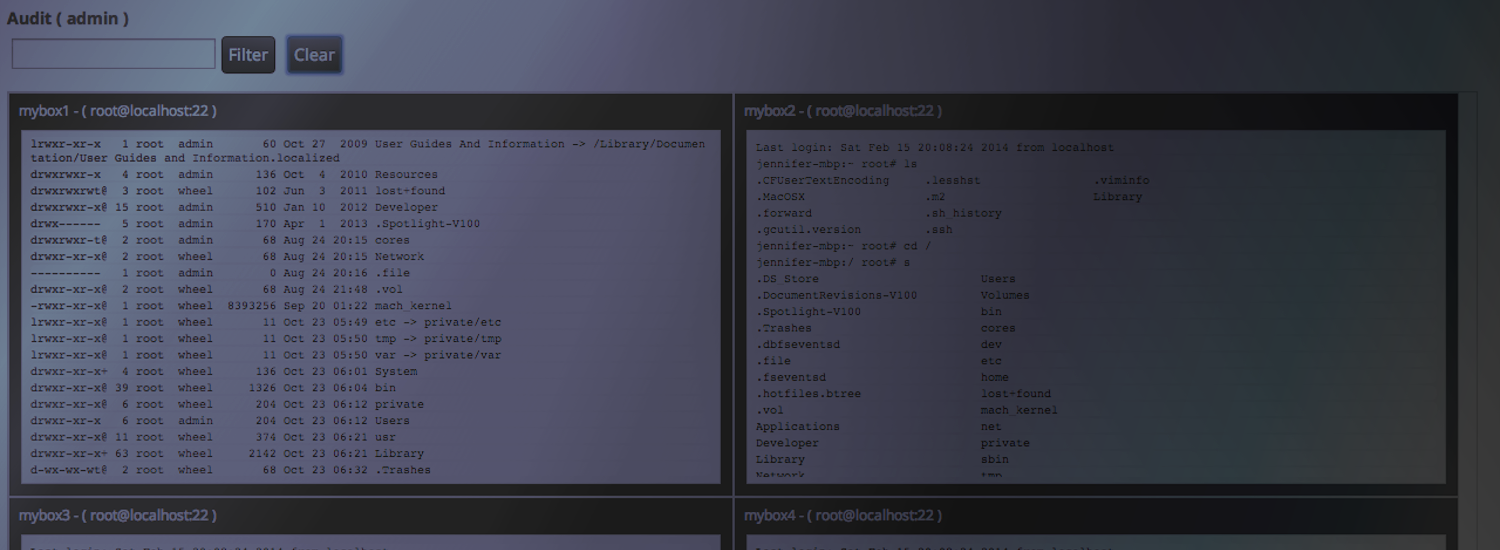 Audit ( admin )
Filter Clear
mybox1 - ( root@localhost:22 )
lrwxr-xr-x 1 root admin 60 Oct 27 2009 User Guides And Information -> /Library/Documen
tation/User Guides and Information.localized
drwxrwxr-x 4 root admin 136 Oct 4 2010 Resources
drwxrwxrwt@ 3 root wheel 102 Jun 3 2011 lost+found
drwxrwxr-x@ 15 root admin 510 Jan 10 2012 Developer
drwx------ 5 root admin 170 Apr 1 2013 .Spotlight-V100
drwxrwxr-t@ 2 root admin 68 Aug 24 20:15 cores
drwxr-xr-x@ 2 root wheel 68 Aug 24 20:15 Network
---------- 1 root admin 0 Aug 24 20:16 .file
drwxr-xr-x@ 2 root wheel 68 Aug 24 21:48 .vol
-rwxr-xr-x@ 1 root wheel 8393256 Sep 20 01:22 mach_kernel
lrwxr-xr-x@ 1 root wheel 11 Oct 23 05:49 etc -> private/etc
lrwxr-xr-x@ 1 root wheel 11 Oct 23 05:50 tmp -> private/tmp
lrwxr-xr-x@ 1 root wheel 11 Oct 23 05:50 var -> private/var
drwxr-xr-x+ 4 root wheel 136 Oct 23 06:01 System
drwxr-xr-x@ 39 root wheel 1326 Oct 23 06:04 bin
drwxr-xr-x@ 6 root wheel 204 Oct 23 06:12 private
drwxr-xr-x 6 root admin 204 Oct 23 06:12 Users
drwxr-xr-x@ 11 root wheel 374 Oct 23 06:21 usr
drwxr-xr-x+ 63 root wheel 2142 Oct 23 06:21 Library
d-wx-wx-wt@ 2 root wheel 68 Oct 23 06:32 .Trashes
mybox2 - ( root@localhost:22 )
Last login: Sat Feb 15 20:08:24 2014 from localhost
jennifer-mbp:~ root# ls
.CFUserTextEncoding .lesshst .viminfo
.MacOSX .m2 Library
.forward .sh_history
.gcutil.version .ssh
jennifer-mbp:~ root# cd /
jennifer-mbp:/ root# s
.DS_Store Users
.DocumentRevisions-V100 Volumes
.Spotlight-V100 bin
.Trashes cores
.dbfseventsd dev
.file etc
.fseventsd home
.hotfiles.btree lost+found
.vol mach_kernel
Applications net
Developer private
Library sbin
Network tmp
mybox3 - ( root@localhost:22 )
mybox4 - ( root@localhost:22 )